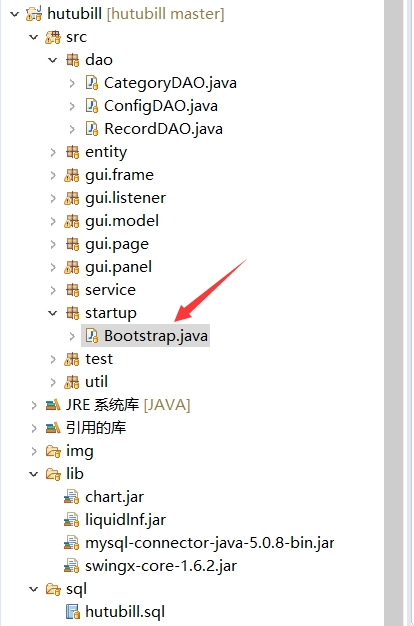 hutubill [hutubill master]
src
dao
CategoryDAO.java
ConfigDAO.java
RecordDAO.java
entity
gui.frame
gui.listener
gui.model
gui.page
gui.panel
service
startup
Bootstrap.java
test
util
JRE 系统库 [JAVA]
引用的库
img
lib
chart.jar
liquidlnf.jar
mysql-connector-java-5.0.8-bin.jar
swingx-core-1.6.2.jar
sql
hutubill.sql